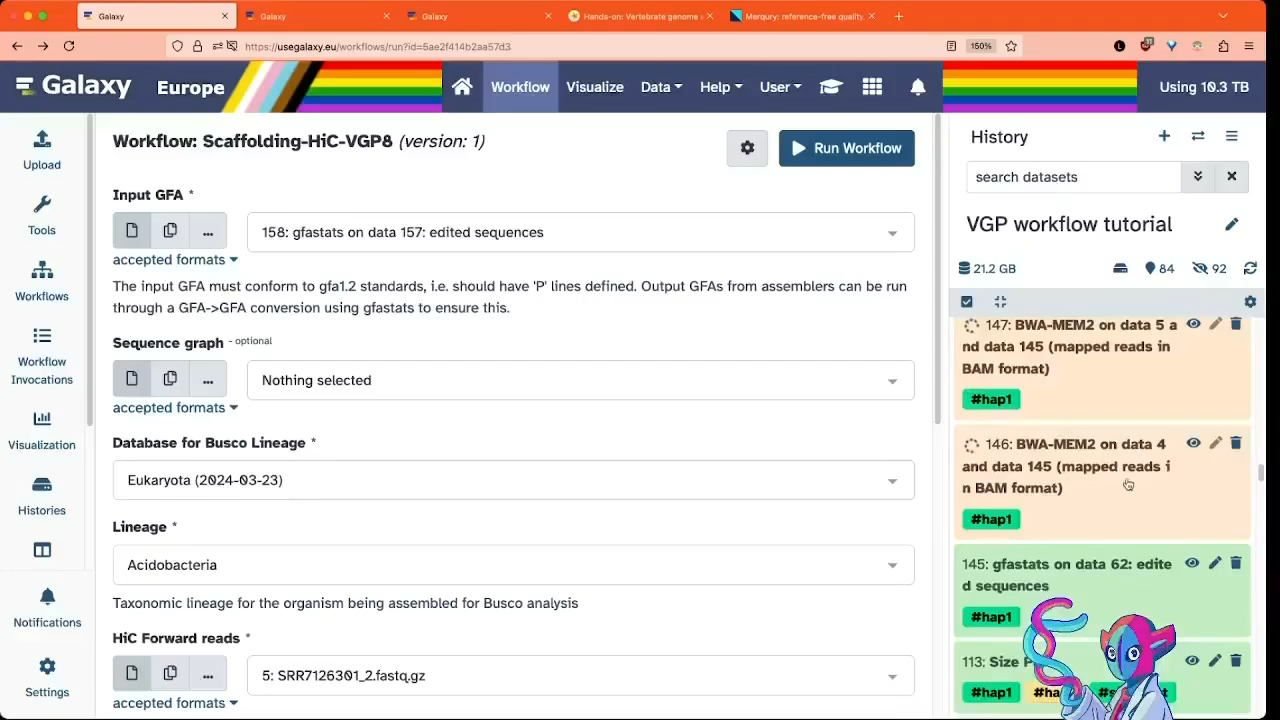 Galaxy
Galaxy
Galaxy
Hands-on: Vertebrate genome a
Merqury: reference-free quality,
https://usegalaxy.eu/workflows/run?id=5ae2f414b2aa57d3
150%
Galaxy Europe
Workflow Visualize Data Help User
Using 10.3 TB
Upload
Tools
Workflows
Workflow
Invocations
Visualization
Histories
Notifications
Settings
Workflow: Scaffolding-HiC-VGP8 (version: 1)
Run Workflow
Input GFA *
...
158: gfastats on data 157: edited sequences
accepted formats
The input GFA must conform to gfa1.2 standards, i.e. should have 'P' lines defined. Output GFAs from assemblers can be run
through a GFA->GFA conversion using gfastats to ensure this.
Sequence graph - optional
...
Nothing selected
accepted formats
Database for Busco Lineage *
Eukaryota (2024-03-23)
Lineage *
Acidobacteria
Taxonomic lineage for the organism being assembled for Busco analysis
HiC Forward reads *
...
5: SRR7126301_2.fastq.gz
accepted formats
History
search datasets
VGP workflow tutorial
21.2 GB
84
92
147: BWA-MEM2 on data 5 a
nd data 145 (mapped reads in
BAM format)
#hap1
146: BWA-MEM2 on data 4
and data 145 (mapped reads i
n BAM format)
#hap1
145: gfastats on data 62: edite
d sequences
#hap1
113: Size
#hap1